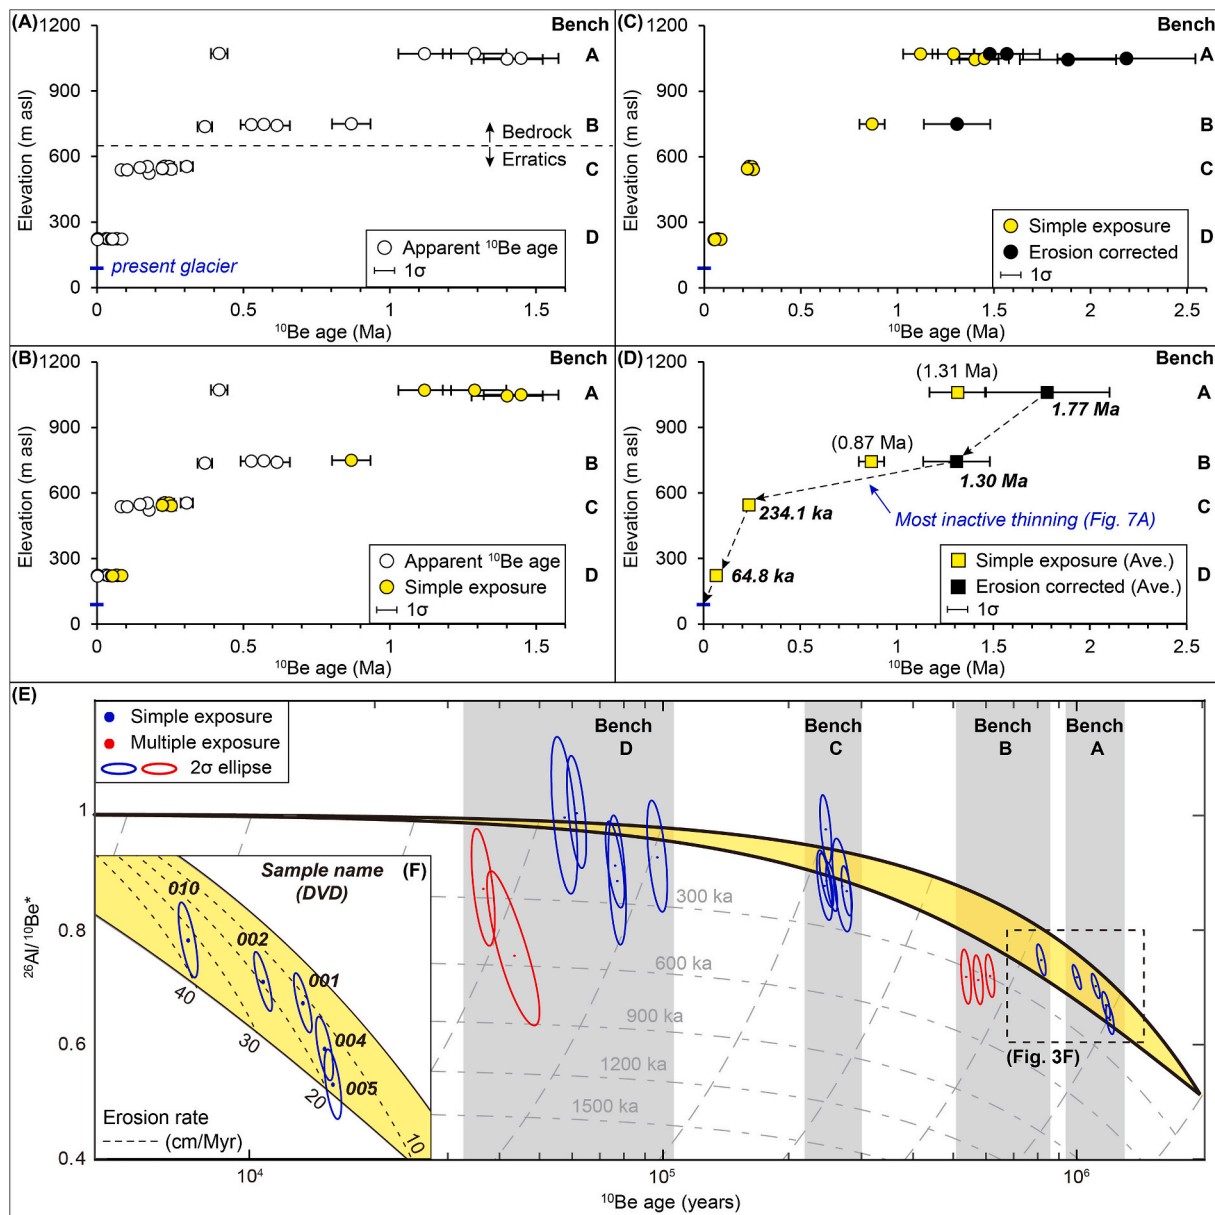 (A)
1200
900
600
300
0
Elevation (m asl)
Bench
A
B
C
D
Bedrock
Erratics
Apparent ¹⁰Be age
1σ
present glacier
0
0.5
1
1.5
¹⁰Be age (Ma)
(C)
1200
900
600
300
0
Elevation (m asl)
Bench
A
B
C
D
Simple exposure
Erosion corrected
1σ
0
0.5
1
1.5
2
2.5
¹⁰Be age (Ma)
(B)
1200
900
600
300
0
Elevation (m asl)
Bench
A
B
C
D
Apparent ¹⁰Be age
Simple exposure
1σ
0
0.5
1
1.5
¹⁰Be age (Ma)
(D)
1200
900
600
300
0
Elevation (m asl)
Bench
A
B
C
D
(1.31 Ma)
1.77 Ma
(0.87 Ma)
1.30 Ma
234.1 ka
Most inactive thinning (Fig. 7A)
64.8 ka
Simple exposure (Ave.)
Erosion corrected (Ave.)
1σ
0
0.5
1
1.5
2
2.5
¹⁰Be age (Ma)
(E)
Simple exposure
Multiple exposure
2σ ellipse
Bench
D
Bench
C
Bench
B
Bench
A
1
0.8
0.6
0.4
²⁶Al/¹⁰Be*
300 ka
600 ka
900 ka
1200 ka
1500 ka
(Fig. 3F)
(F)
Sample name
(DVD)
010
002
001
004
005
40
30
20
10
Erosion rate
(cm/Myr)
10⁴
10⁵
10⁶
¹⁰Be age (years)